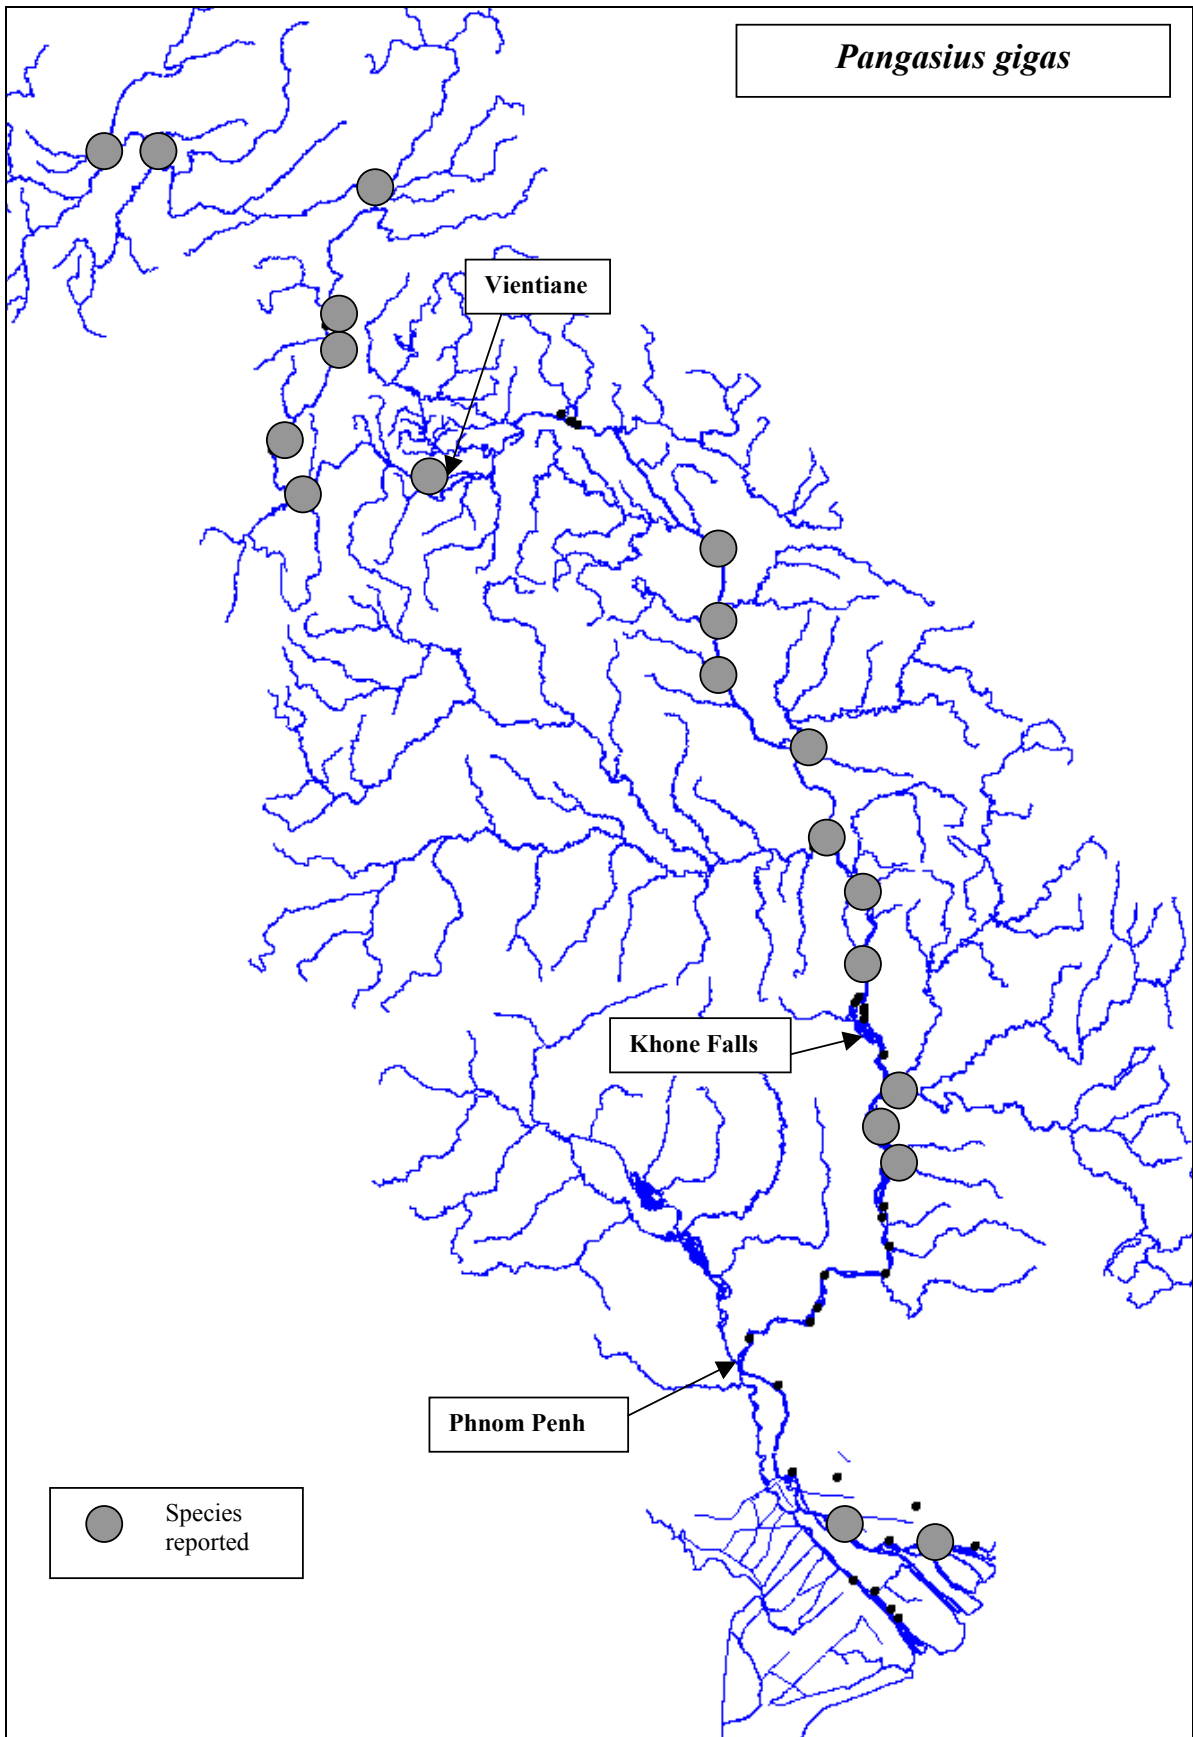 Pangasius gigas
Vientiane
Khone Falls
Phnom Penh
Species
reported